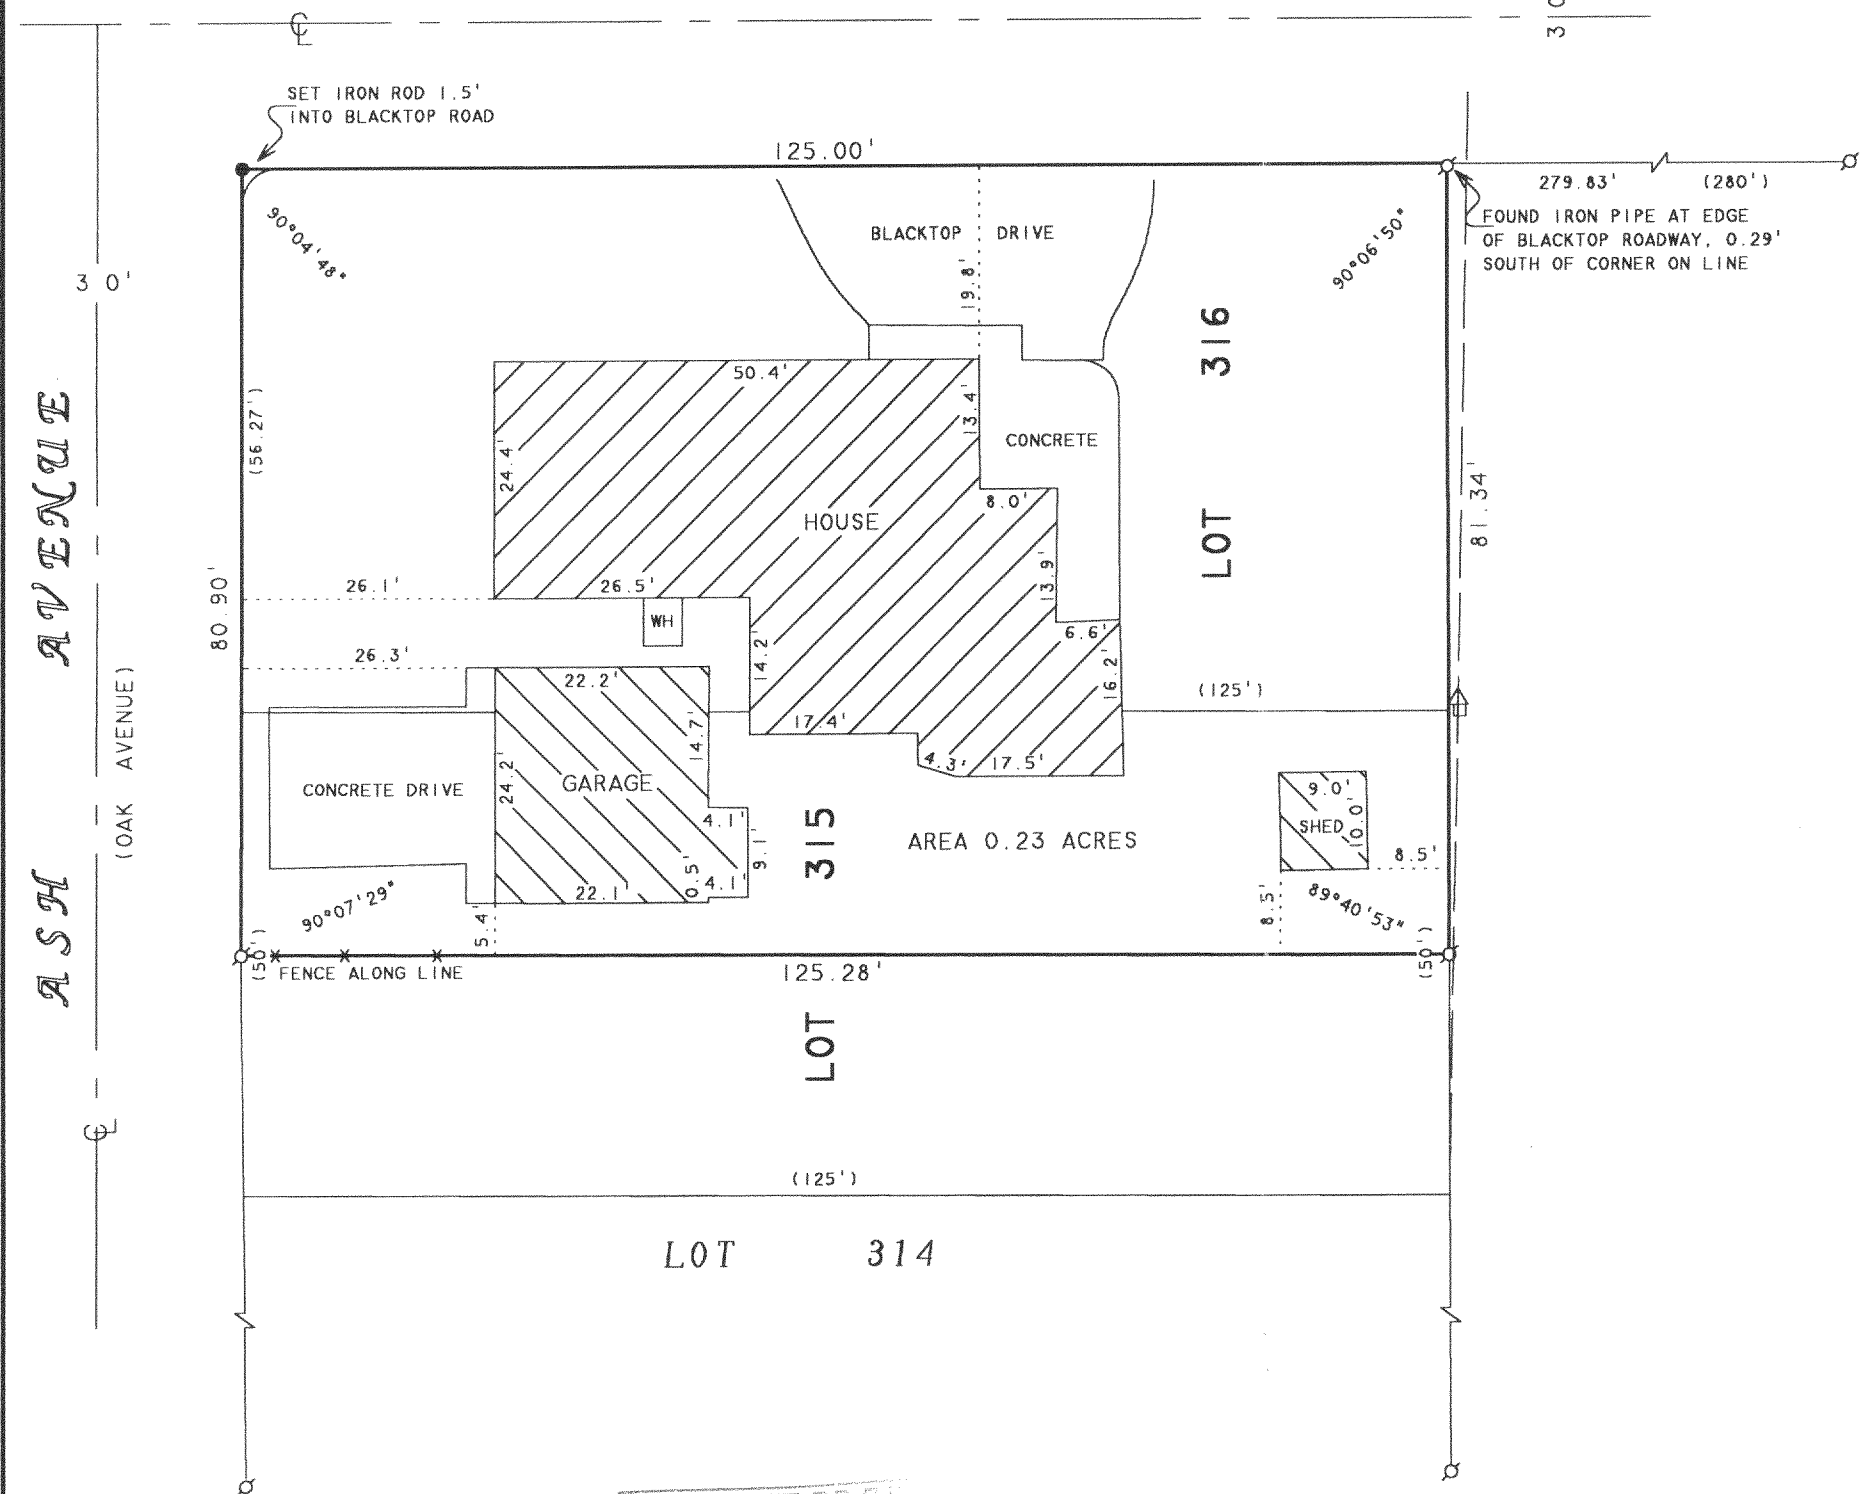 ℄
30
SET IRON ROD 1.5'
INTO BLACKTOP ROAD
125.00'
279.83'
(280')
FOUND IRON PIPE AT EDGE
OF BLACKTOP ROADWAY, 0.29'
SOUTH OF CORNER ON LINE
90°04'48"
BLACKTOP DRIVE
19.8'
90°06'50"
30'
LOT 316
50.4'
13.4'
CONCRETE
(56.27')
24.4'
HOUSE
8.0'
81.34'
ASH AVENUE
(OAK AVENUE)
80.90'
26.1'
26.5'
13.9'
WH
6.6'
26.3'
22.2'
14.2'
16.2'
(125')
17.4'
14.7'
4.3'
17.5'
CONCRETE DRIVE
24.2'
GARAGE
4.1'
9.1'
LOT 315
AREA 0.23 ACRES
9.0'
SHED
10.0'
8.5'
90°07'29"
22.1'
0.5'
4.1'
5.4'
8.5'
89°40'53"
(50')
FENCE ALONG LINE
125.28'
(50')
℄
(125')
LOT 314